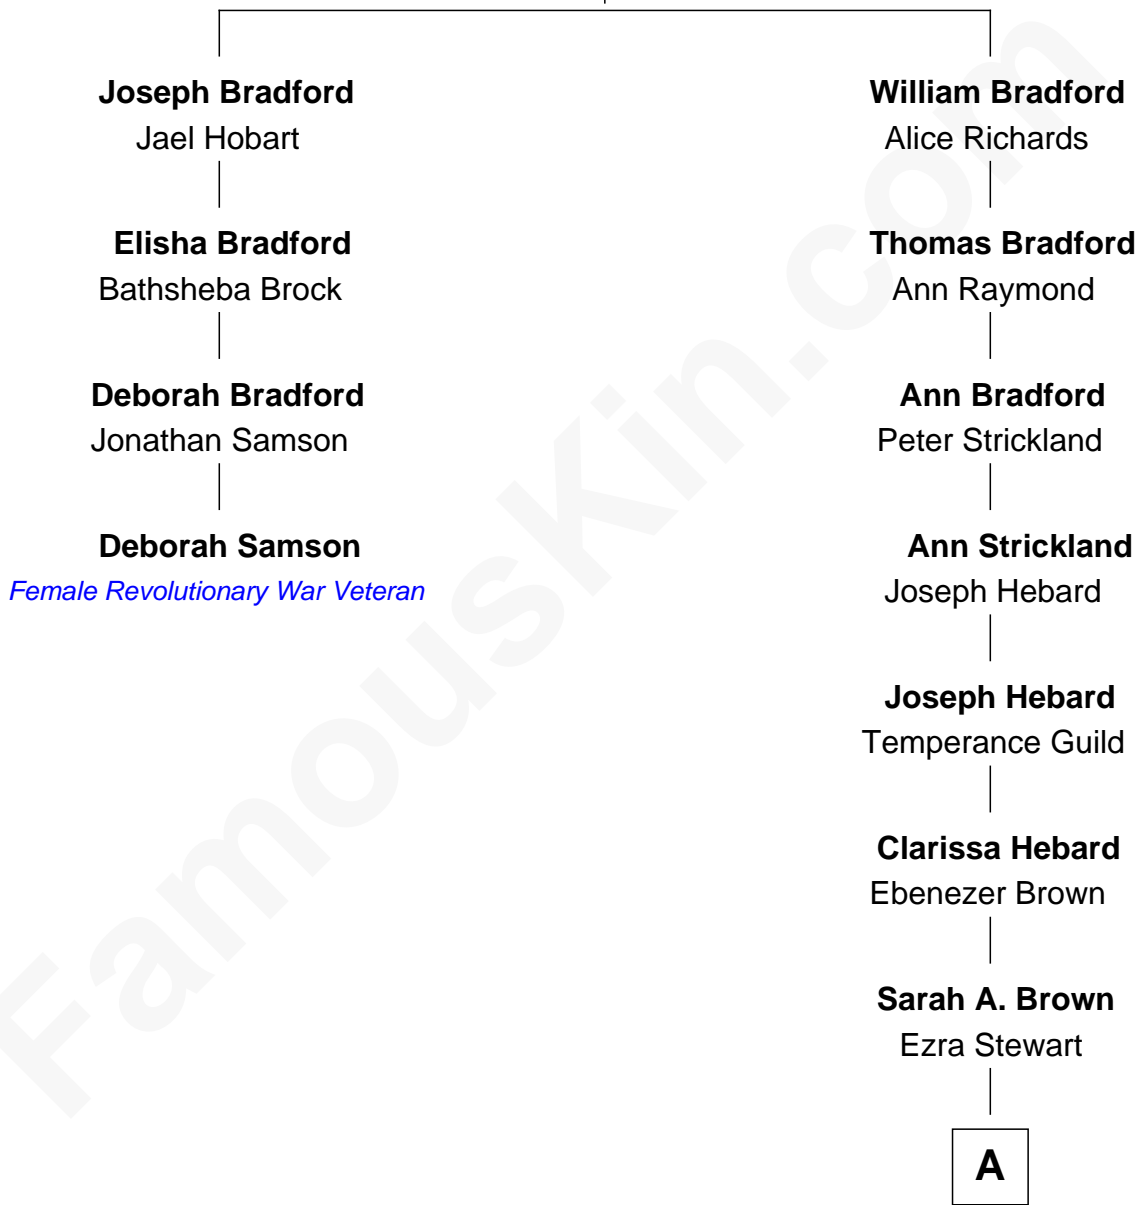 Joseph Bradford
Jael Hobart
Elisha Bradford
Bathsheba Brock
Deborah Bradford
Jonathan Samson
Deborah Samson
Female Revolutionary War Veteran
William Bradford
Alice Richards
Thomas Bradford
Ann Raymond
Ann Bradford
Peter Strickland
Ann Strickland
Joseph Hebard
Joseph Hebard
Temperance Guild
Clarissa Hebard
Ebenezer Brown
Sarah A. Brown
Ezra Stewart
A
FamousKin.com